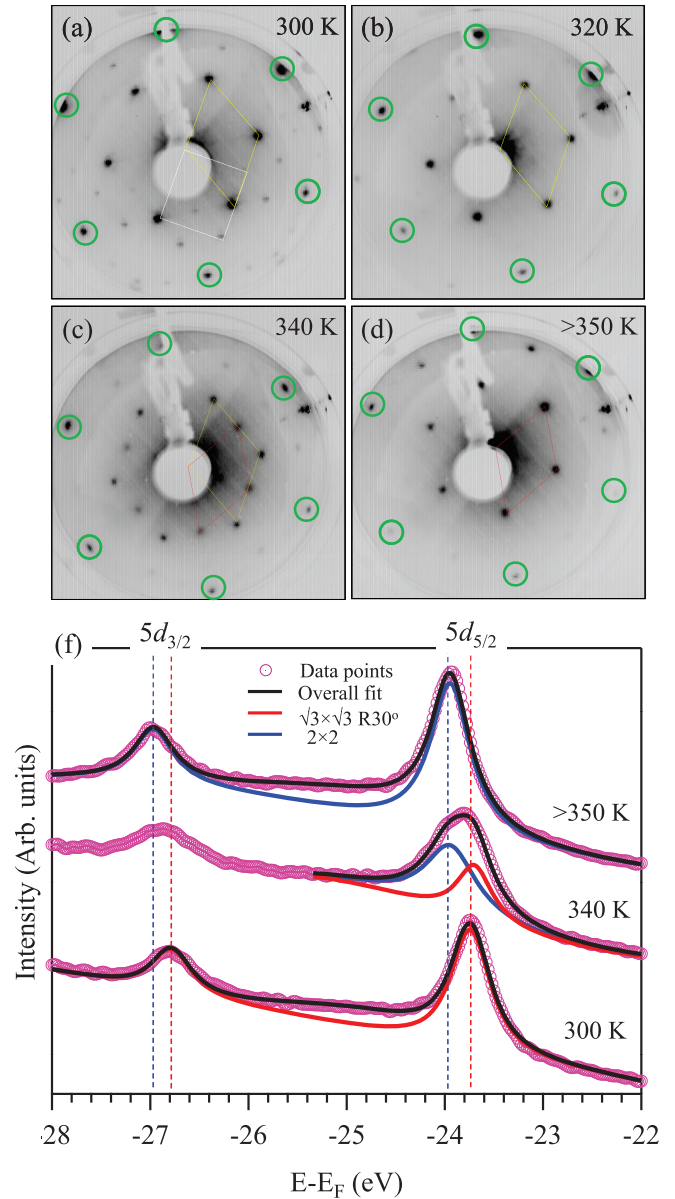 (a) 300 K
(b) 320 K
(c) 340 K
(d) >350 K
(f)
5d3/2 5d5/2
Data points
Overall fit
√3×√3 R30º
2×2
>350 K
340 K
300 K
Intensity (Arb. units)
-28 -27 -26 -25 -24 -23 -22
E-EF (eV)